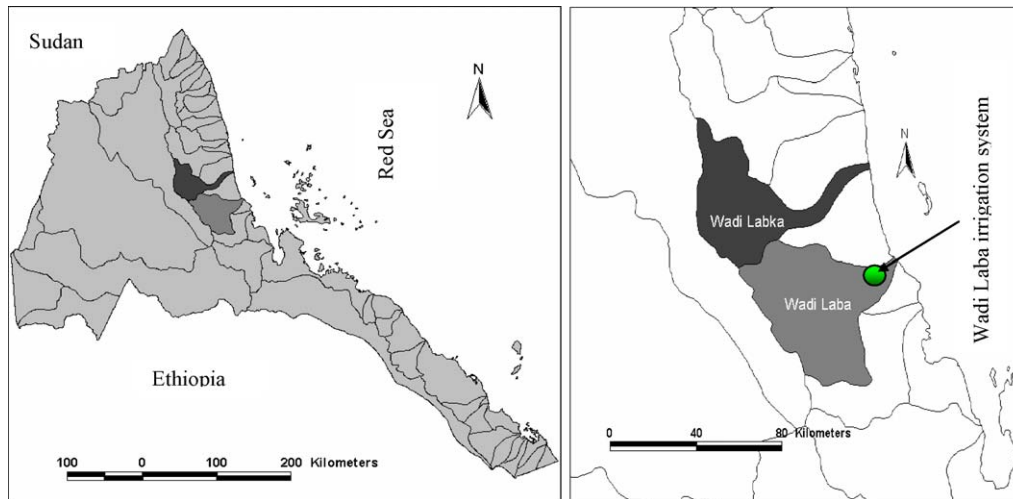 Sudan
N
Red Sea
Ethiopia
100 0 100 200 Kilometers
N
Wadi Labka
Wadi Laba
Wadi Laba irrigation system
0 40 80 Kilometers